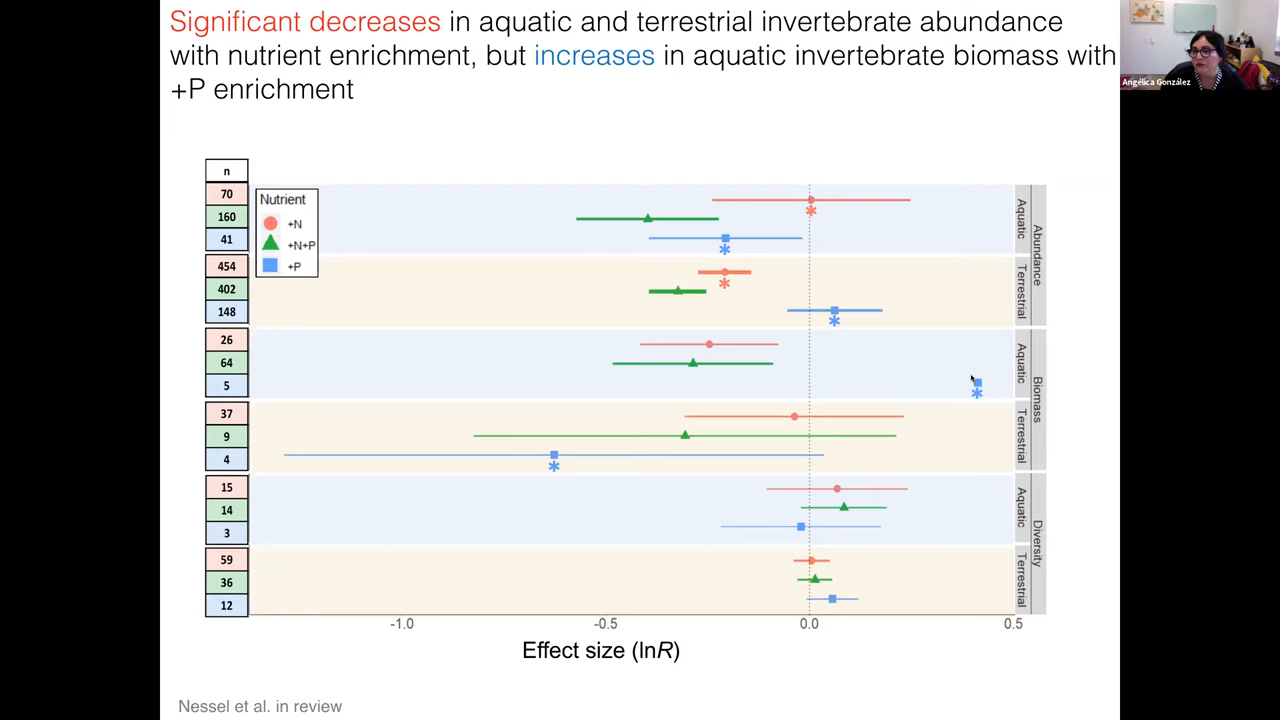 Significant decreases in aquatic and terrestrial invertebrate abundance
with nutrient enrichment, but increases in aquatic invertebrate biomass with
+P enrichment
Angélica González
n
70
160
41
454
402
148
26
64
5
37
9
4
15
14
3
59
36
12
Nutrient
+N
+N+P
+P
Aquatic
Terrestrial
Abundance
Aquatic
Terrestrial
Biomass
Aquatic
Terrestrial
Diversity
-1.0 -0.5 0.0 0.5
Effect size (lnR)
Nessel et al. in review